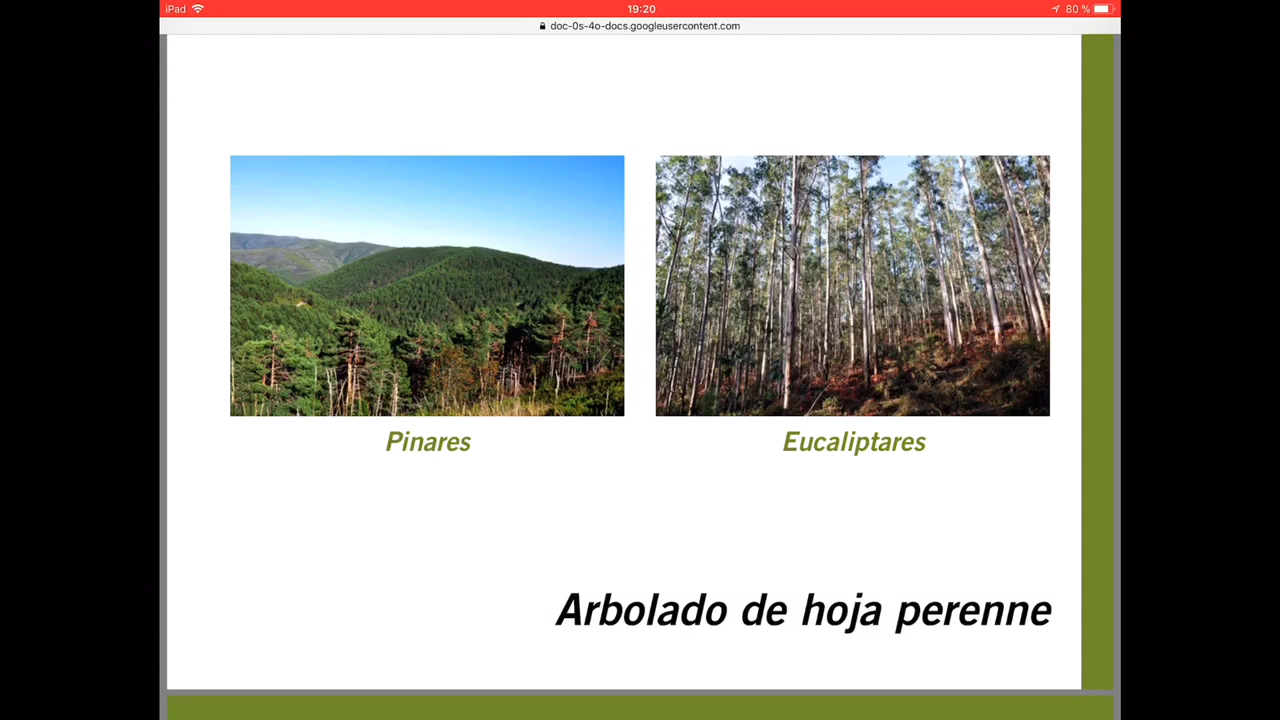 iPad
19:20
80 %
doc-0s-4o-docs.googleusercontent.com
Pinares
Eucaliptares
Arbolado de hoja perenne